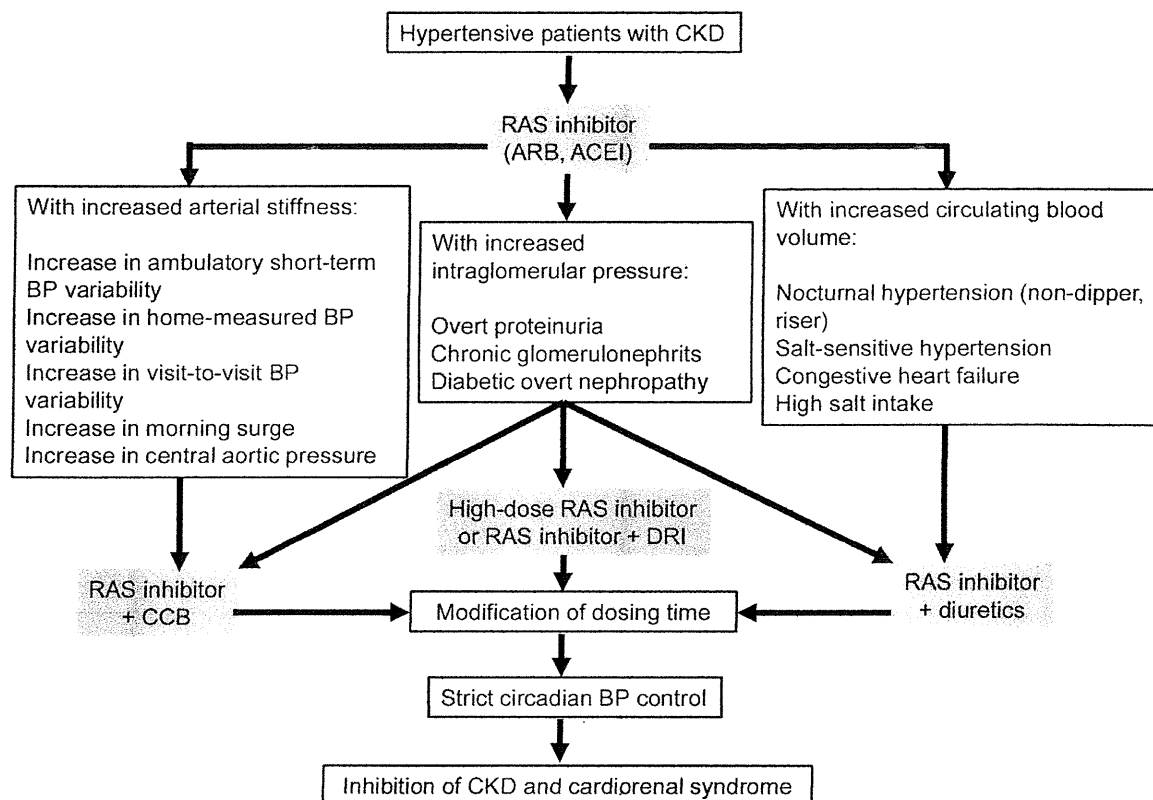 Hypertensive patients with CKD
RAS inhibitor
(ARB, ACEI)
With increased arterial stiffness:
Increase in ambulatory short-term
BP variability
Increase in home-measured BP
variability
Increase in visit-to-visit BP
variability
Increase in morning surge
Increase in central aortic pressure
With increased
intraglomerular pressure:
Overt proteinuria
Chronic glomerulonephrits
Diabetic overt nephropathy
With increased circulating blood
volume:
Nocturnal hypertension (non-dipper,
riser)
Salt-sensitive hypertension
Congestive heart failure
High salt intake
High-dose RAS inhibitor
or RAS inhibitor + DRI
RAS inhibitor
+ CCB
RAS inhibitor
+ diuretics
Modification of dosing time
Strict circadian BP control
Inhibition of CKD and cardiorenal syndrome